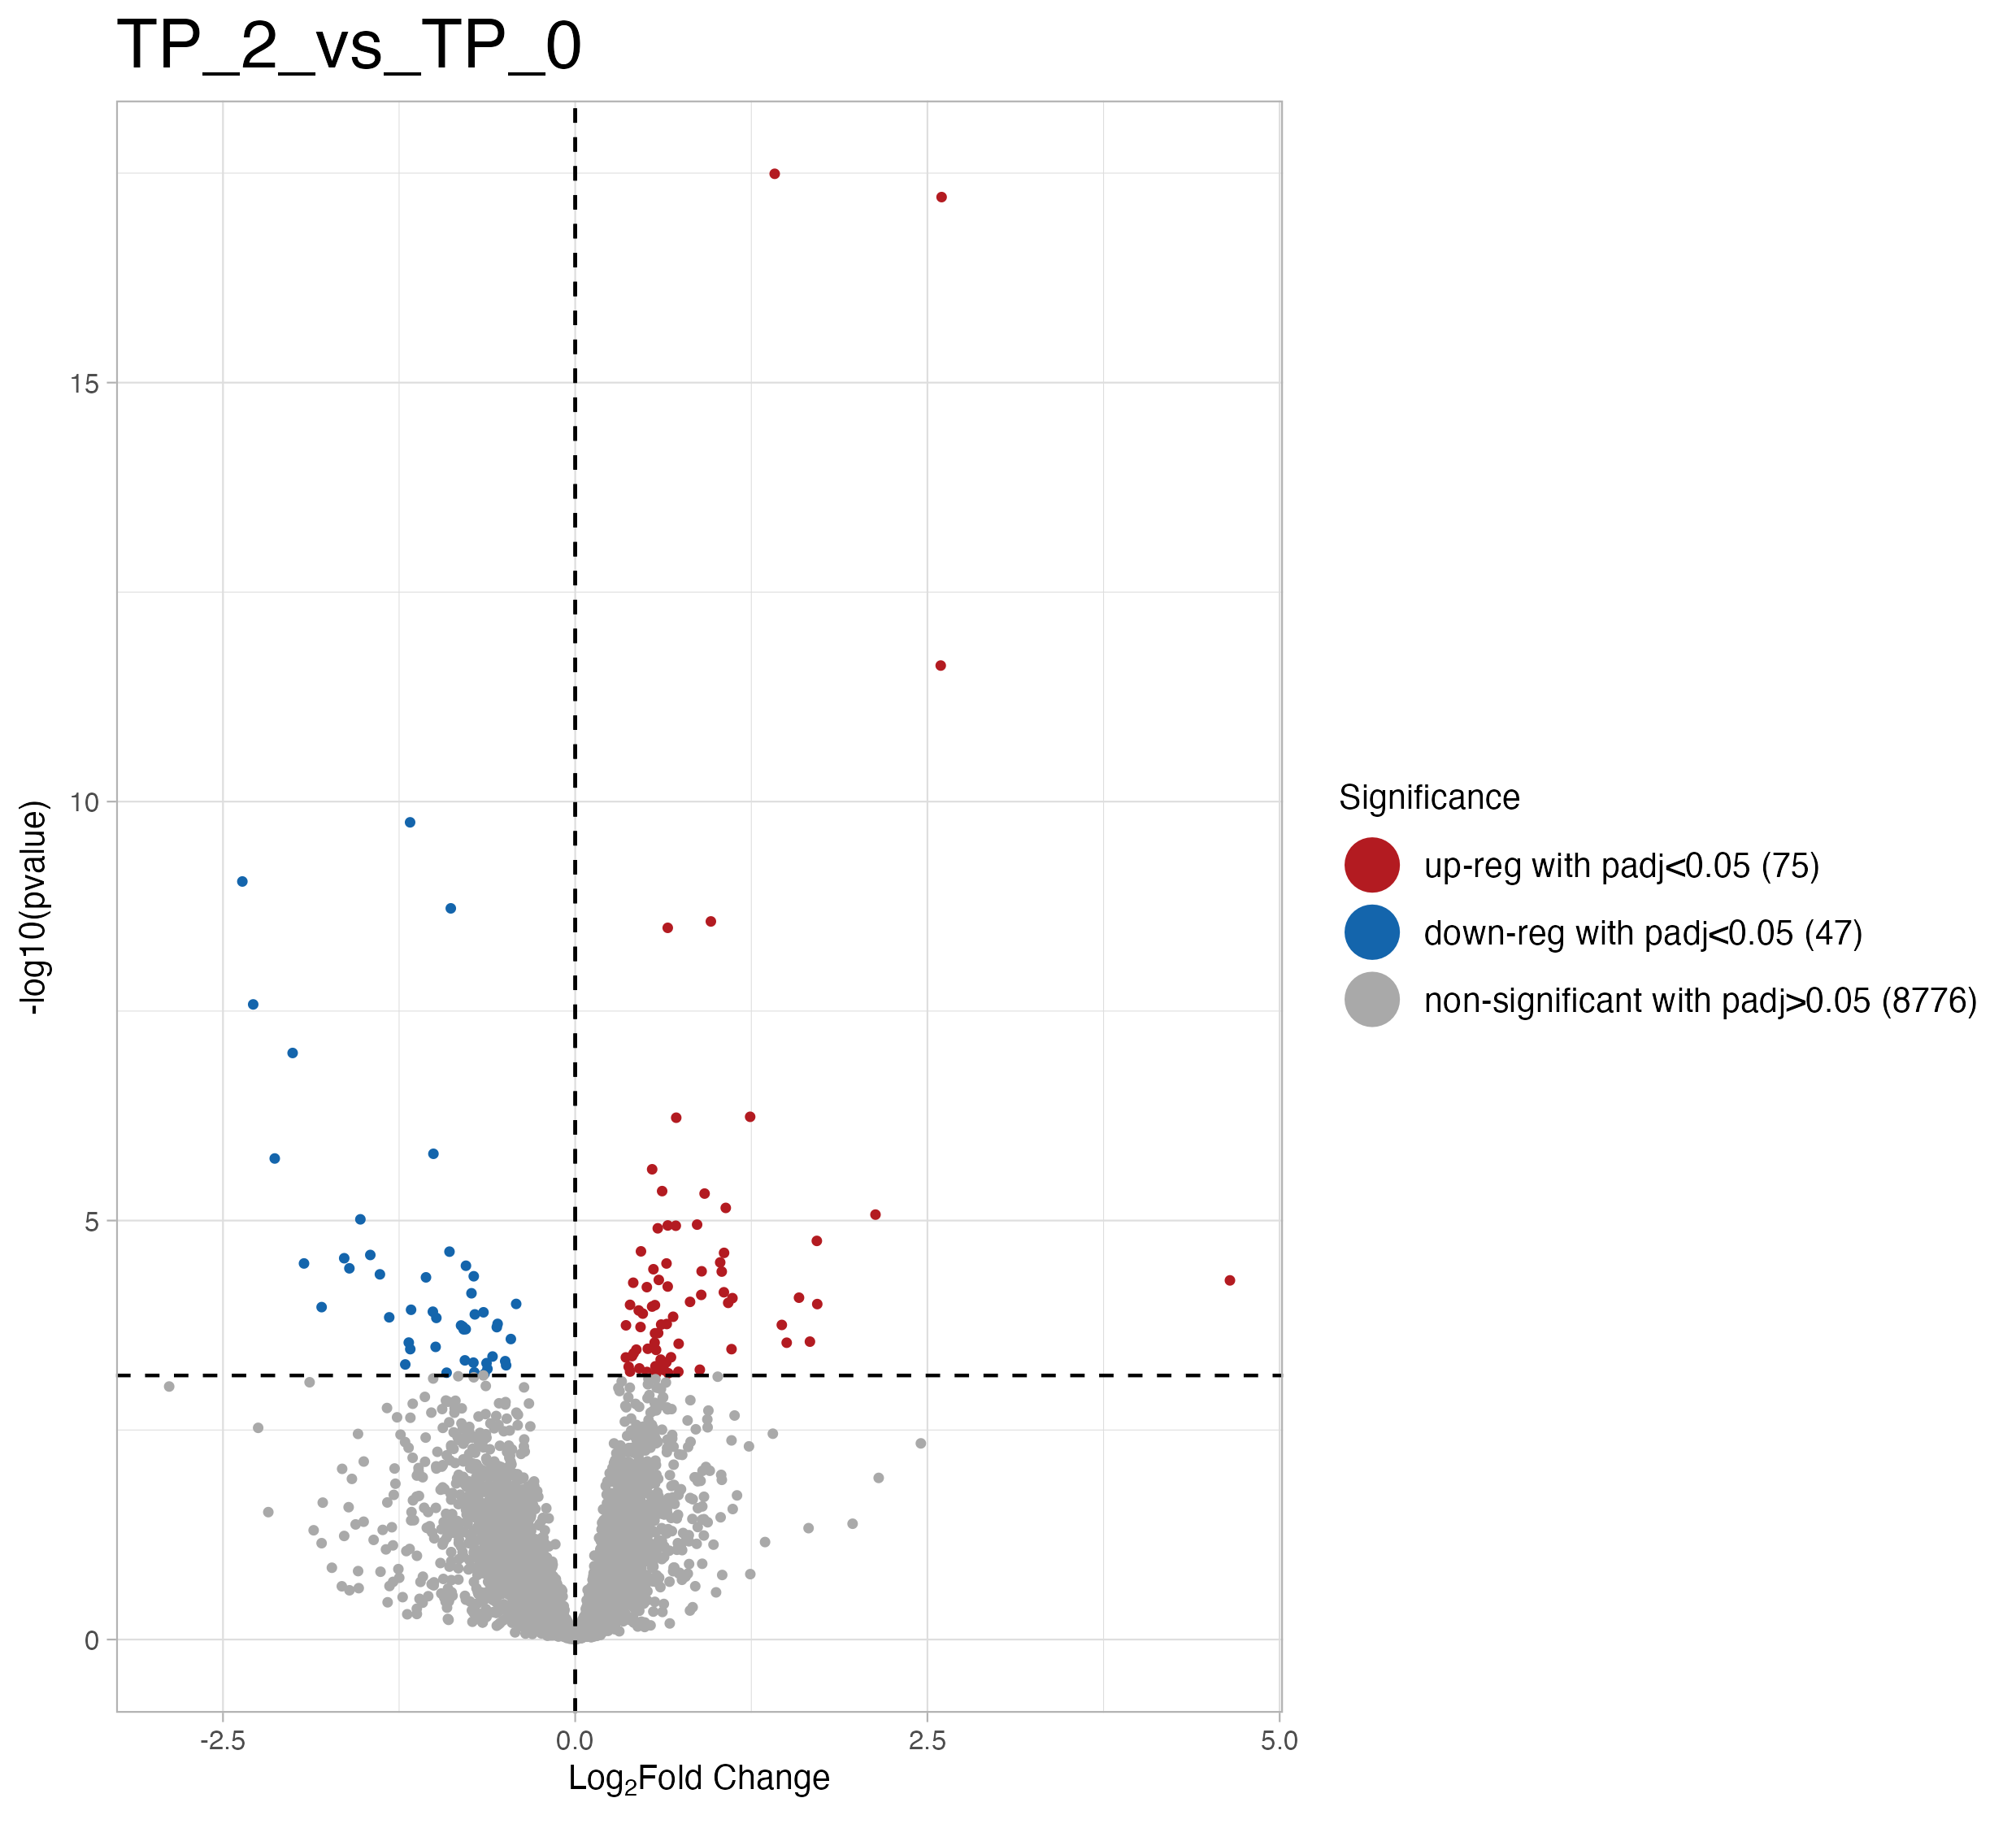 TP_2_vs_TP_0
15
10
5
0
-log10(pvalue)
-2.5
0.0
2.5
5.0
Log₂Fold Change
Significance
up-reg with padj<0.05 (75)
down-reg with padj<0.05 (47)
non-significant with padj>0.05 (8776)